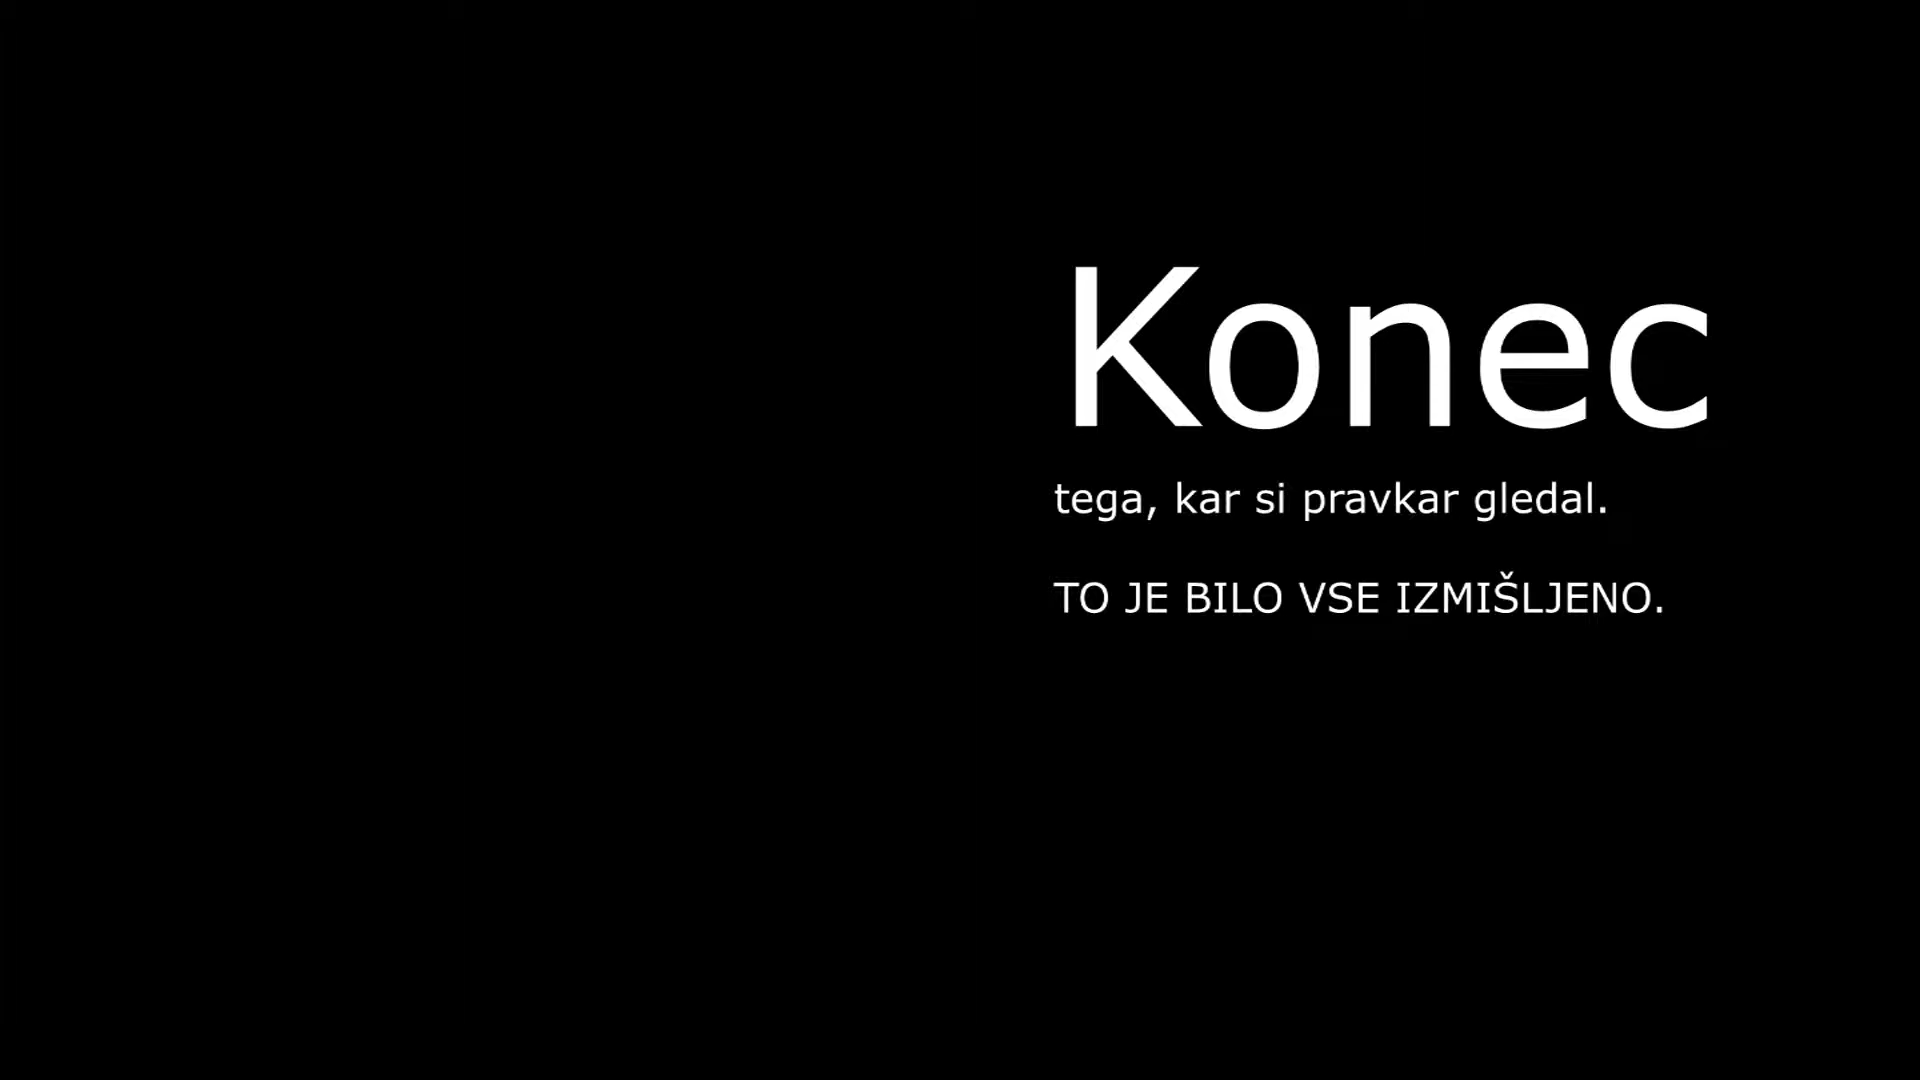 Konec
tega, kar si pravkar gledal.
TO JE BILO VSE IZMIŠLJENO.